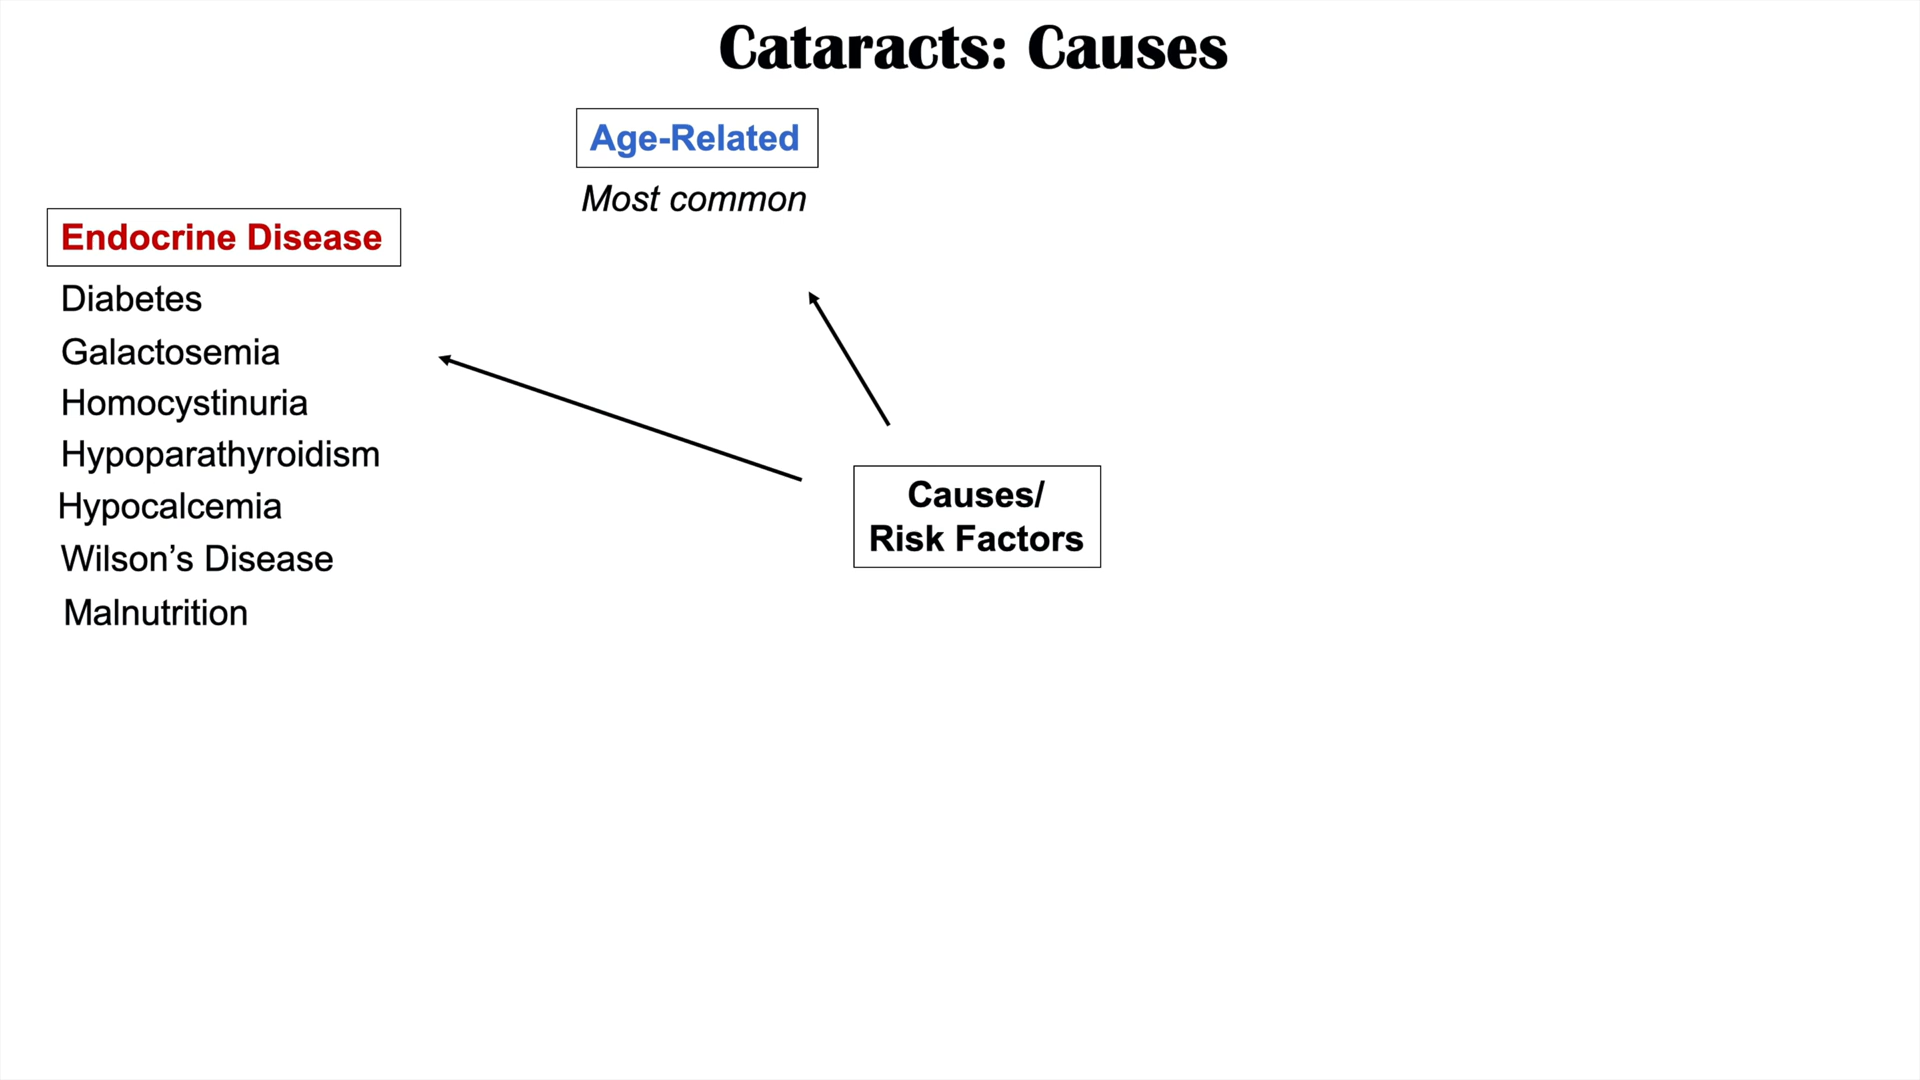 Cataracts: Causes
Age-Related
Most common
Endocrine Disease
Diabetes
Galactosemia
Homocystinuria
Hypoparathyroidism
Hypocalcemia
Wilson’s Disease
Malnutrition
Causes/
Risk Factors